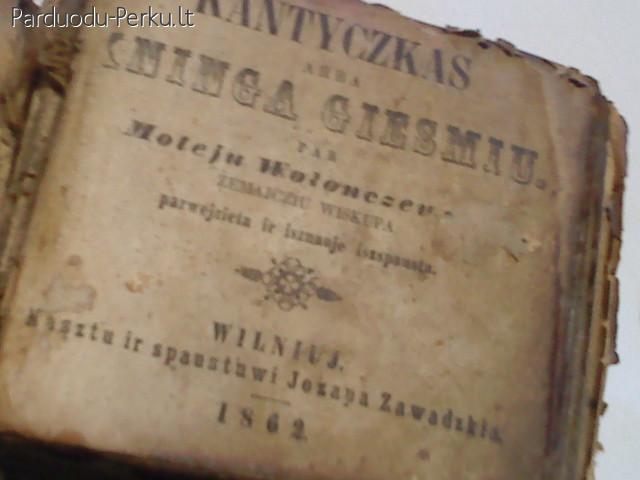 Parduodu-Perku.lt
KANTYCZKAS
ARBA
KNINGA GIESMIU.
PAR
Moteju Wołonczew
ŻEMAJCZIU WISKUPA
parwejzieta ir isznauje iszspausta.
WILNIUJ.
Kosztu ir spaustuwi Jozapa Zawadzkia.
1862